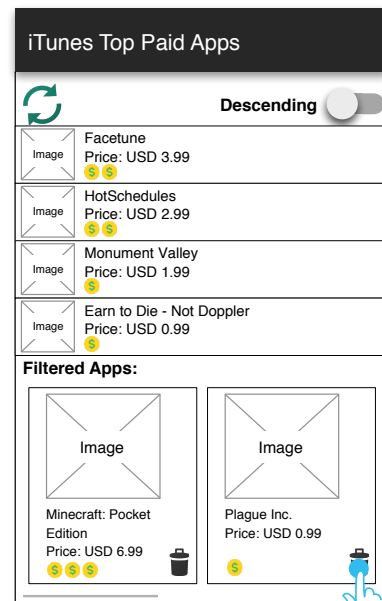 iTunes Top Paid Apps
Descending
Image
Facetune
Price: USD 3.99
$ $
Image
HotSchedules
Price: USD 2.99
$ $
Image
Monument Valley
Price: USD 1.99
$
Image
Earn to Die - Not Doppler
Price: USD 0.99
$
Filtered Apps:
Image
Minecraft: Pocket
Edition
Price: USD 6.99
$ $ $
Image
Plague Inc.
Price: USD 0.99
$